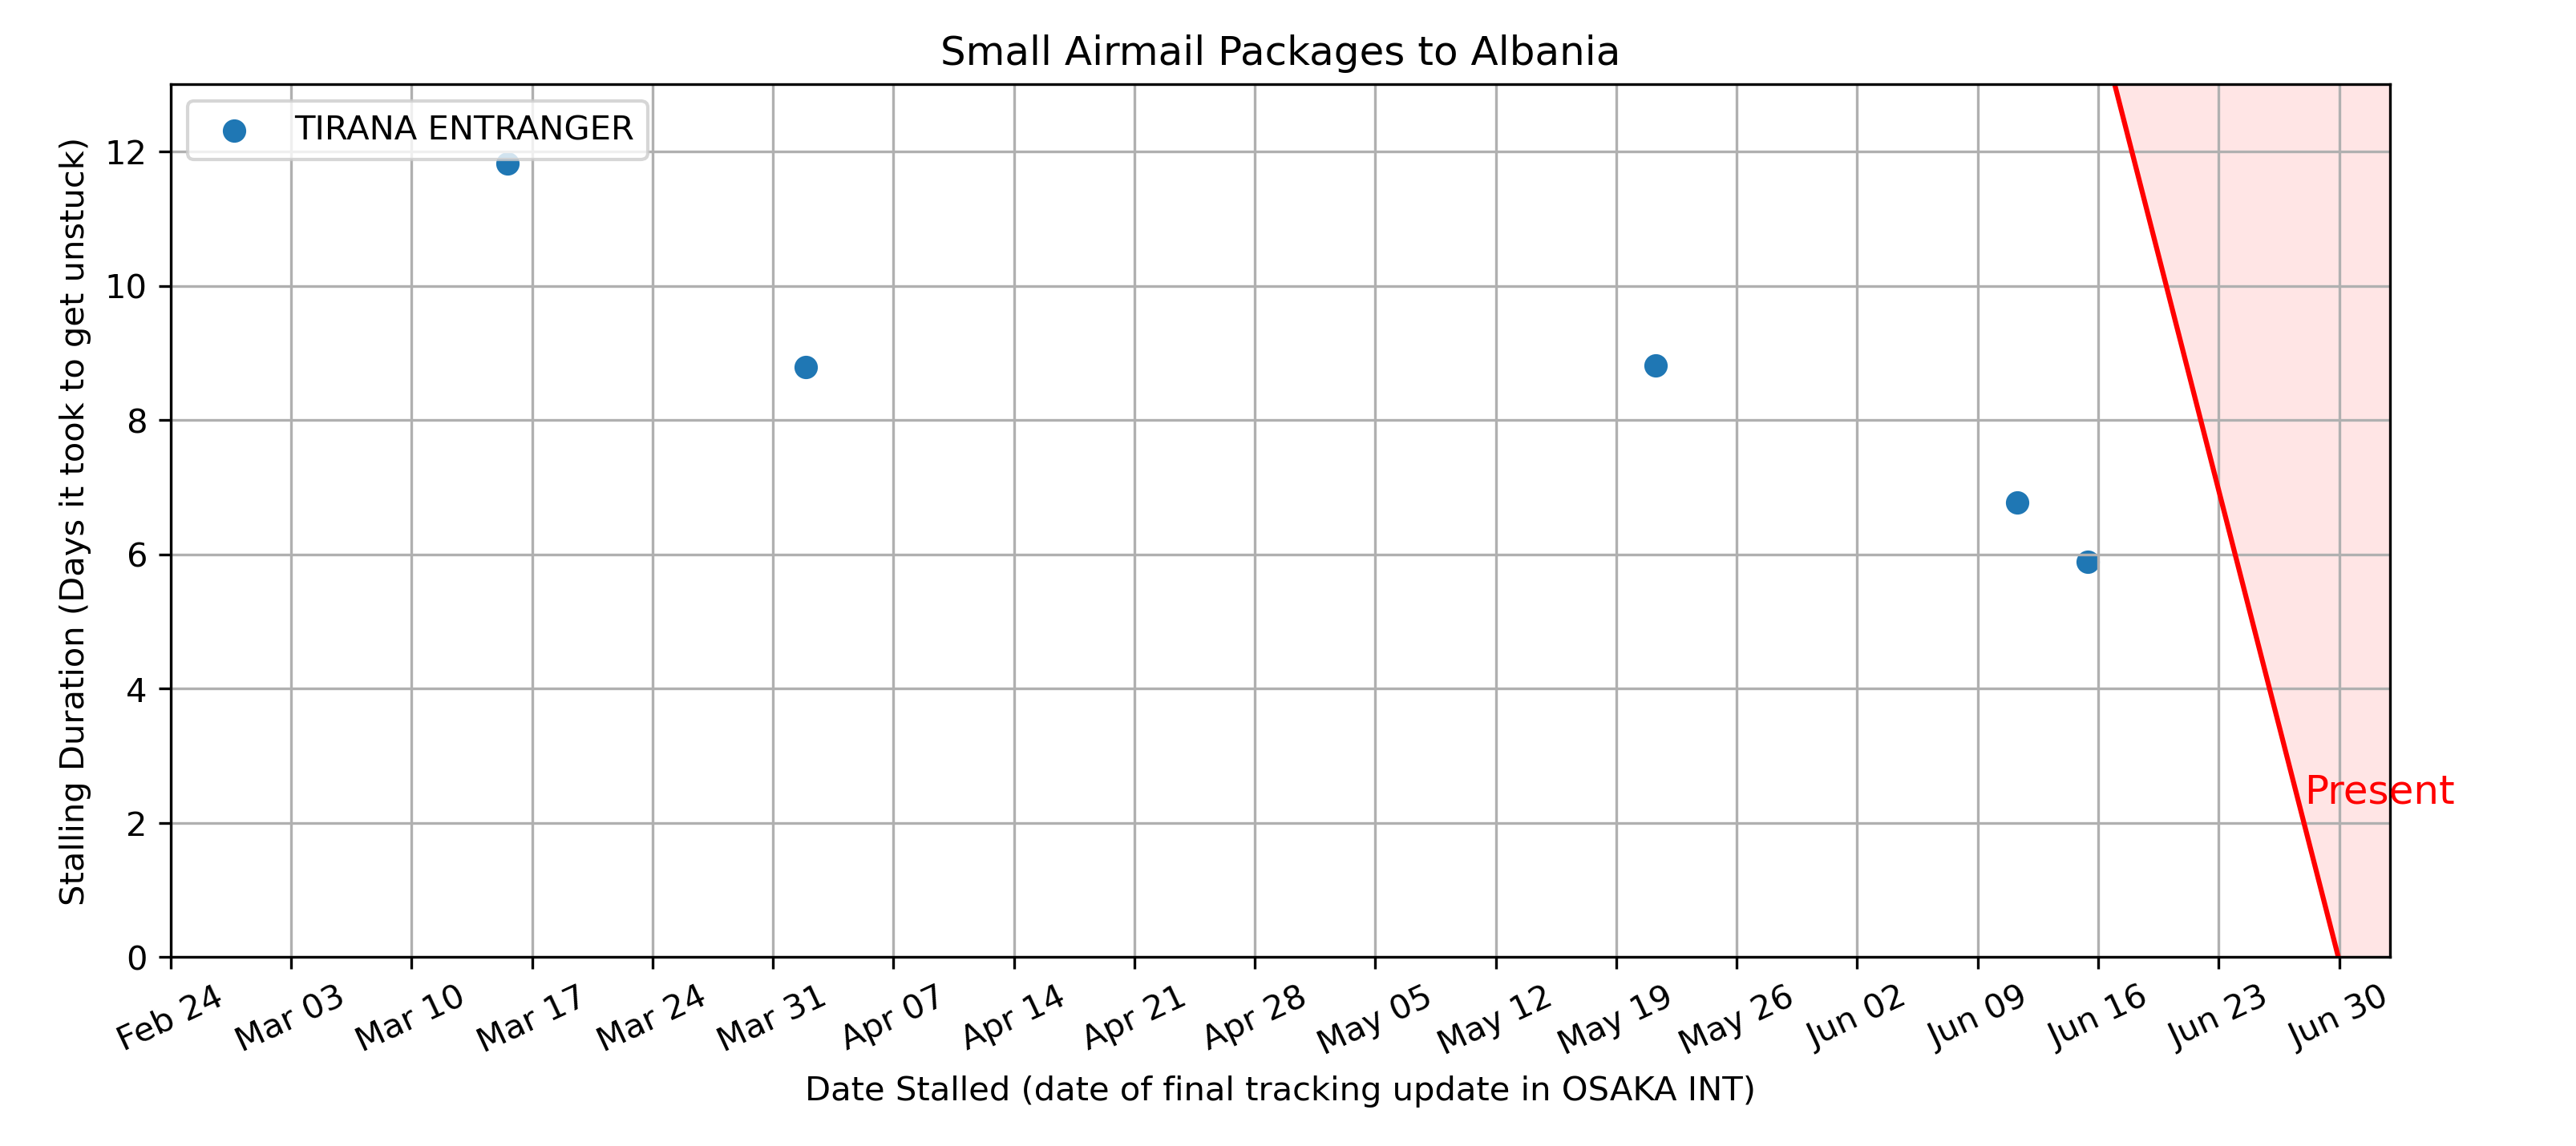 Small Airmail Packages to Albania
TIRANA ENTRANGER
Stalling Duration (Days it took to get unstuck)
12
10
8
6
4
2
0
Present
Feb 24
Mar 03
Mar 10
Mar 17
Mar 24
Mar 31
Apr 07
Apr 14
Apr 21
Apr 28
May 05
May 12
May 19
May 26
Jun 02
Jun 09
Jun 16
Jun 23
Jun 30
Date Stalled (date of final tracking update in OSAKA INT)